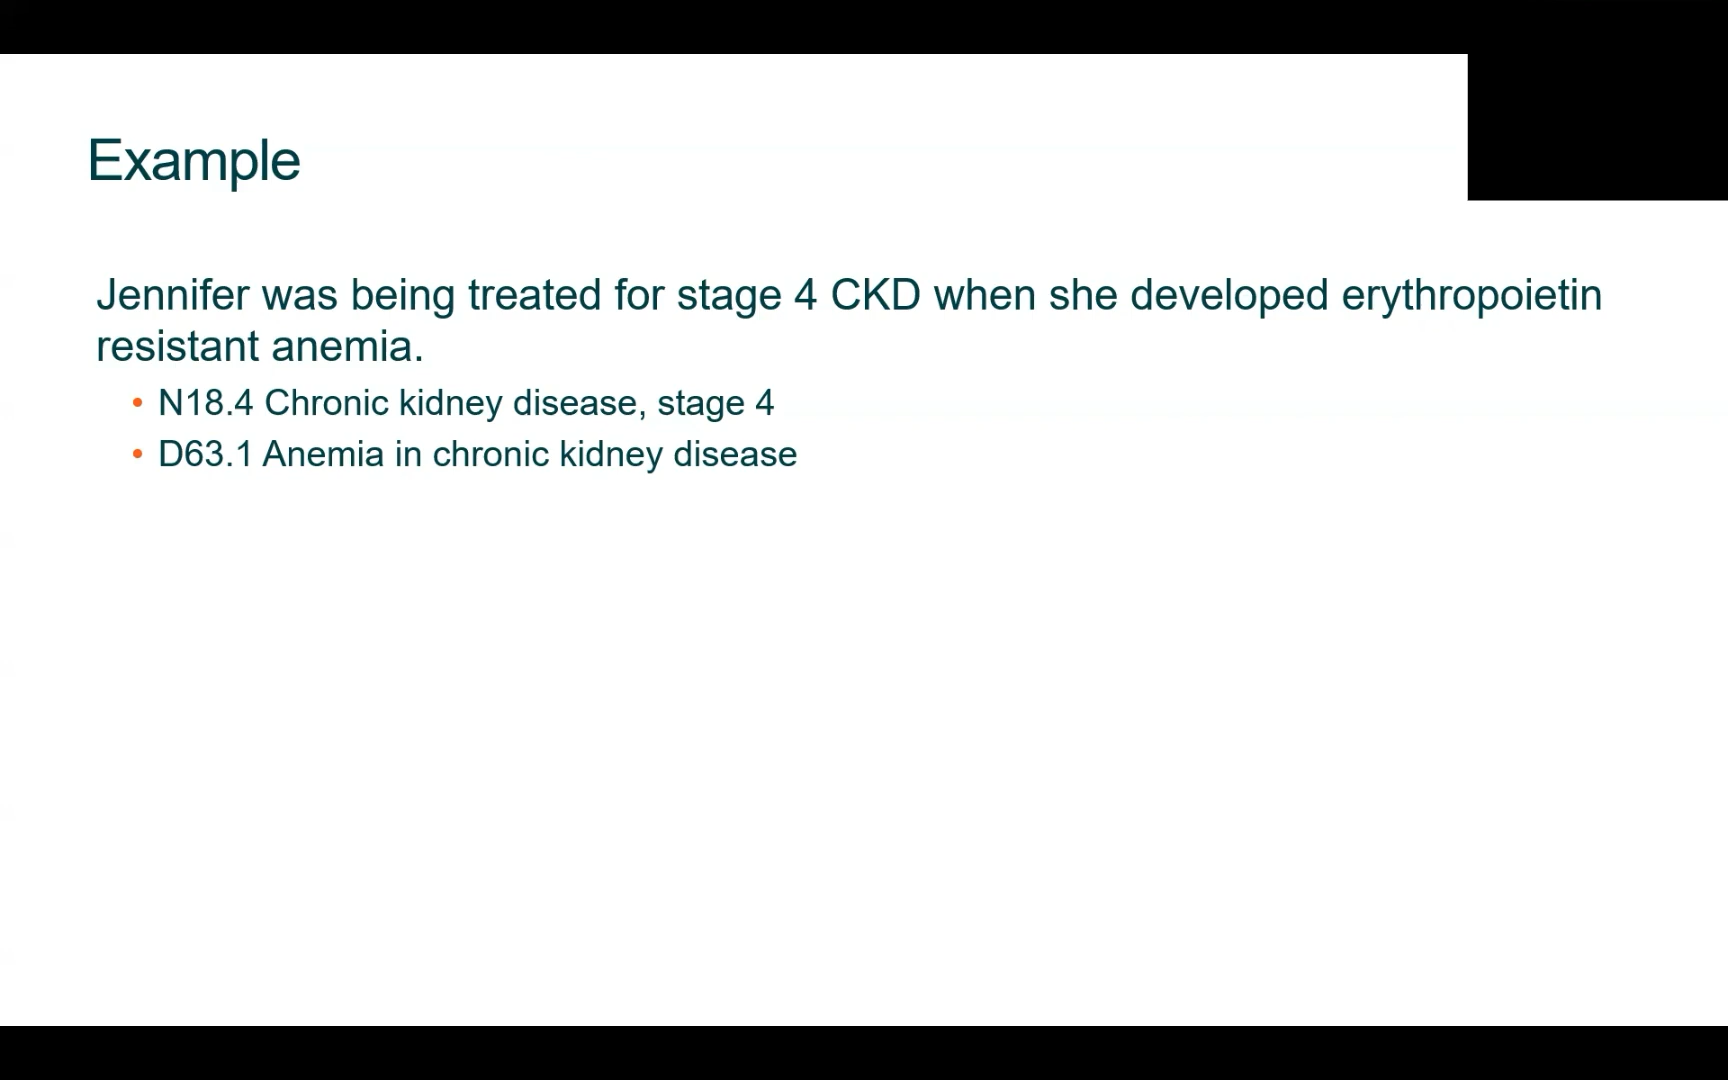 Example
Jennifer was being treated for stage 4 CKD when she developed erythropoietin
resistant anemia.
• N18.4 Chronic kidney disease, stage 4
• D63.1 Anemia in chronic kidney disease